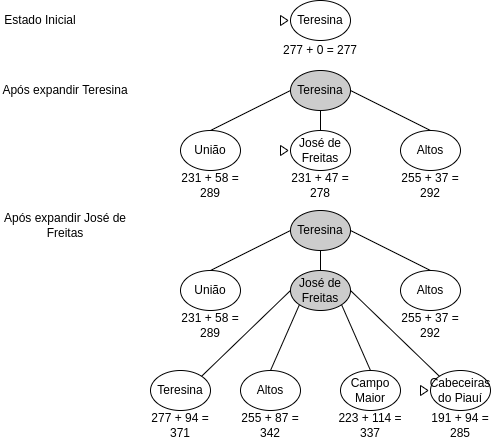 Estado Inicial
Teresina
277 + 0 = 277
Após expandir Teresina
Teresina
União
José de
Freitas
Altos
231 + 58 =
289
231 + 47 =
278
255 + 37 =
292
Após expandir José de
Freitas
Teresina
União
José de
Freitas
Altos
231 + 58 =
289
255 + 37 =
292
Teresina
Altos
Campo
Maior
Cabeceiras
do Piauí
277 + 94 =
371
255 + 87 =
342
223 + 114 =
337
191 + 94 =
285